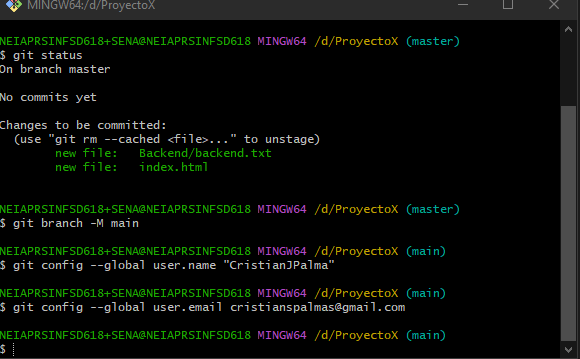 MINGW64:/d/ProyectoX
NEIAPRSINFSD618+SENA@NEIAPRSINFSD618 MINGW64 /d/ProyectoX (master)
$ git status
On branch master
No commits yet
Changes to be committed:
(use "git rm --cached <file>..." to unstage)
new file:   Backend/backend.txt
new file:   index.html
NEIAPRSINFSD618+SENA@NEIAPRSINFSD618 MINGW64 /d/ProyectoX (master)
$ git branch -M main
NEIAPRSINFSD618+SENA@NEIAPRSINFSD618 MINGW64 /d/ProyectoX (main)
$ git config --global user.name "CristianJPalma"
NEIAPRSINFSD618+SENA@NEIAPRSINFSD618 MINGW64 /d/ProyectoX (main)
$ git config --global user.email cristianspalmas@gmail.com
NEIAPRSINFSD618+SENA@NEIAPRSINFSD618 MINGW64 /d/ProyectoX (main)
$